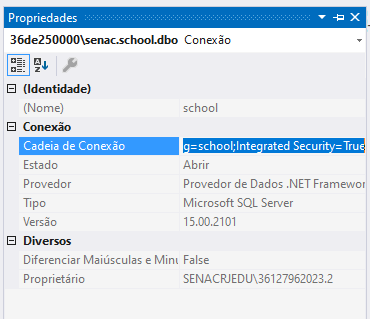 Propriedades
36de250000\senac.school.dbo Conexão
(Identidade)
(Nome) school
Conexão
Cadeia de Conexão g=school;Integrated Security=True
Estado Abrir
Provedor Provedor de Dados .NET Framewor
Tipo Microsoft SQL Server
Versão 15.00.2101
Diversos
Diferenciar Maiúsculas e Minu False
Proprietário SENACRJEDU\36127962023.2